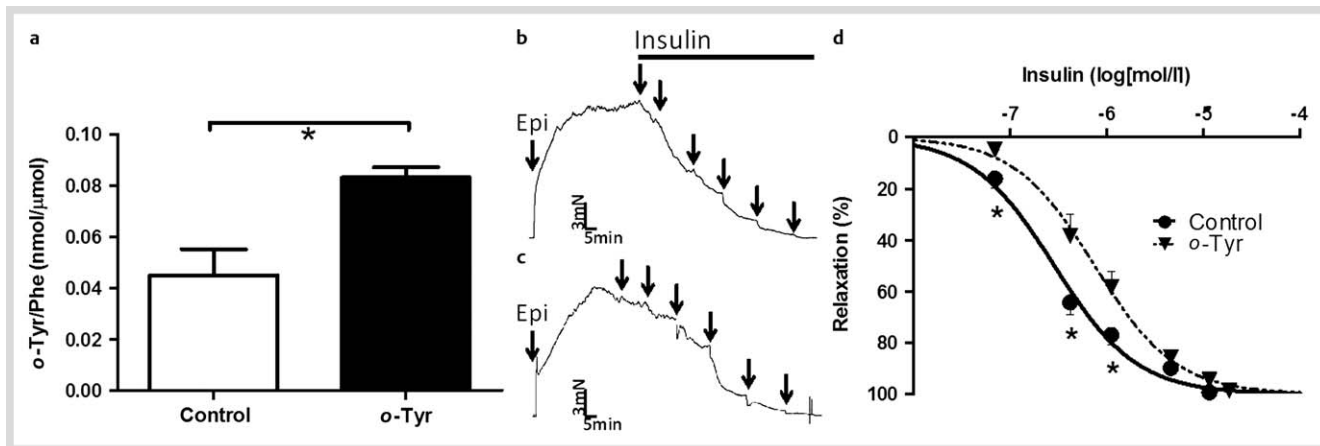 a
o-Tyr/Phe (nmol/µmol)
0.10
0.08
0.06
0.04
0.02
0.00
*
Control
o-Tyr
b
Insulin
Epi
3mN
5min
c
Epi
3mN
5min
d
Insulin (log[mol/l])
-7
-6
-5
-4
Relaxation (%)
0
20
40
60
80
100
*
*
*
Control
o-Tyr